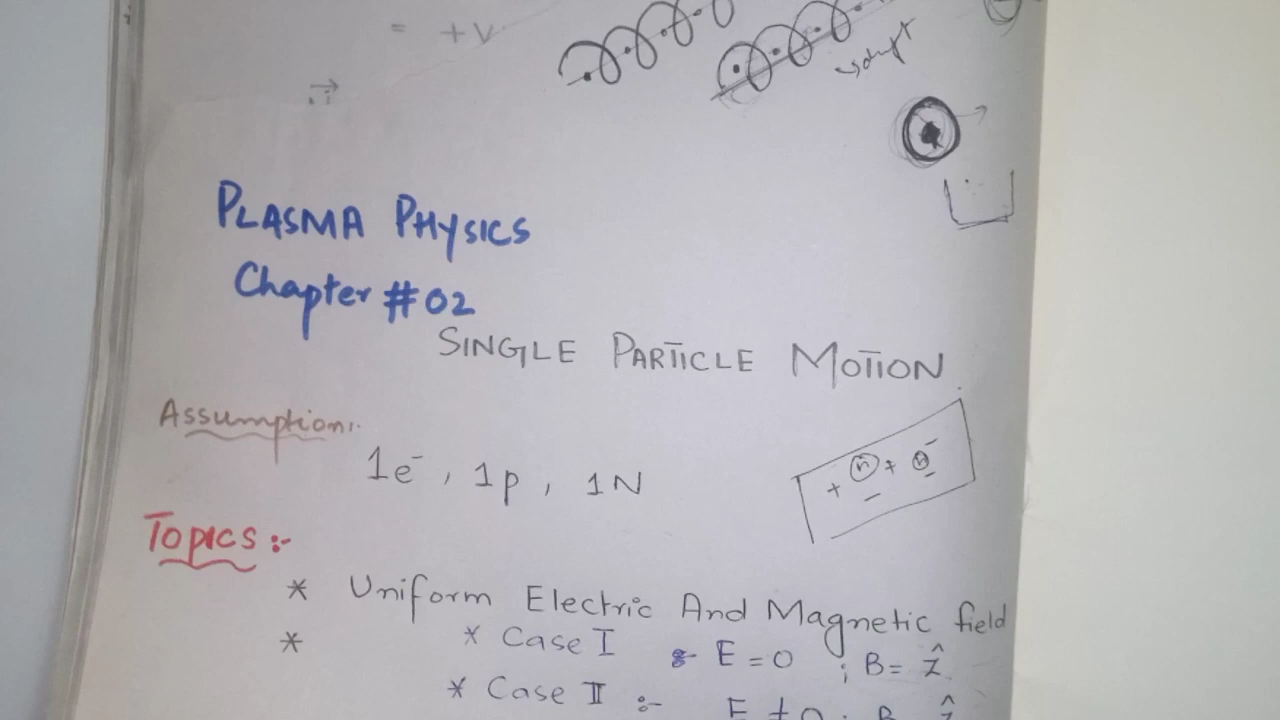 = +V
→drift
PLASMA PHYSICS
Chapter #02
SINGLE PARTICLE MOTION
Assumption:.
1e⁻, 1p, 1N
+ n + n -
- -
TOPICS :-
* Uniform Electric And Magnetic field
*
* Case I :- E = 0 ; B = ẑ
* Case II :- E ≠ 0 ; B ẑ